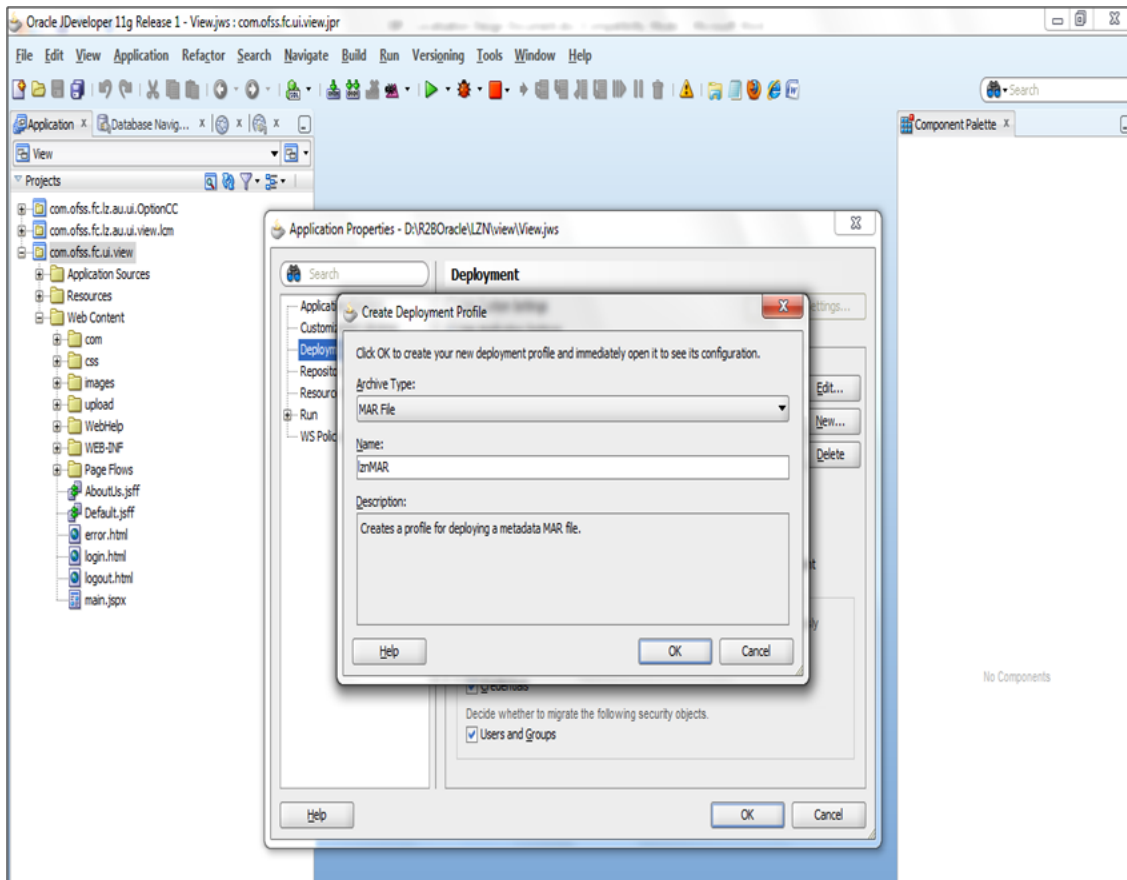 Oracle JDeveloper 11g Release 1 - View.jws : com.ofss.fc.ui.view.jpr
File Edit View Application Refactor Search Navigate Build Run Versioning Tools Window Help
Search
Application Database Navig...
View
Projects
com.ofss.fc.lz.au.ui.OptionCC
com.ofss.fc.lz.au.ui.view.lcm
com.ofss.fc.ui.view
Application Sources
Resources
Web Content
com
css
images
upload
WebHelp
WEB-INF
Page Flows
AboutUs.jsff
Default.jsff
error.html
login.html
logout.html
main.jspx
Component Palette
No Components
Application Properties - D:\R2BOracle\LZN\view\View.jws
Search
Deployment
Applicat
Customiz
Deploym
Reposito
Resourc
Run
WS Polic
Edit...
New...
Delete
Create Deployment Profile
Click OK to create your new deployment profile and immediately open it to see its configuration.
Archive Type:
MAR File
Name:
lznMAR
Description:
Creates a profile for deploying a metadata MAR file.
Help OK Cancel
Credentials
Decide whether to migrate the following security objects.
Users and Groups
Help OK Cancel